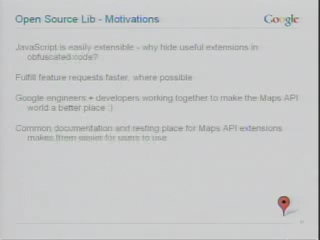 Open Source Lib - Motivations
Google
JavaScript is easily extensible - why hide useful extensions in
obfuscated code?
Fulfill feature requests faster, where possible
Google engineers + developers working together to make the Maps API
world a better place :)
Common documentation and resting place for Maps API extensions
makes them easier for users to use